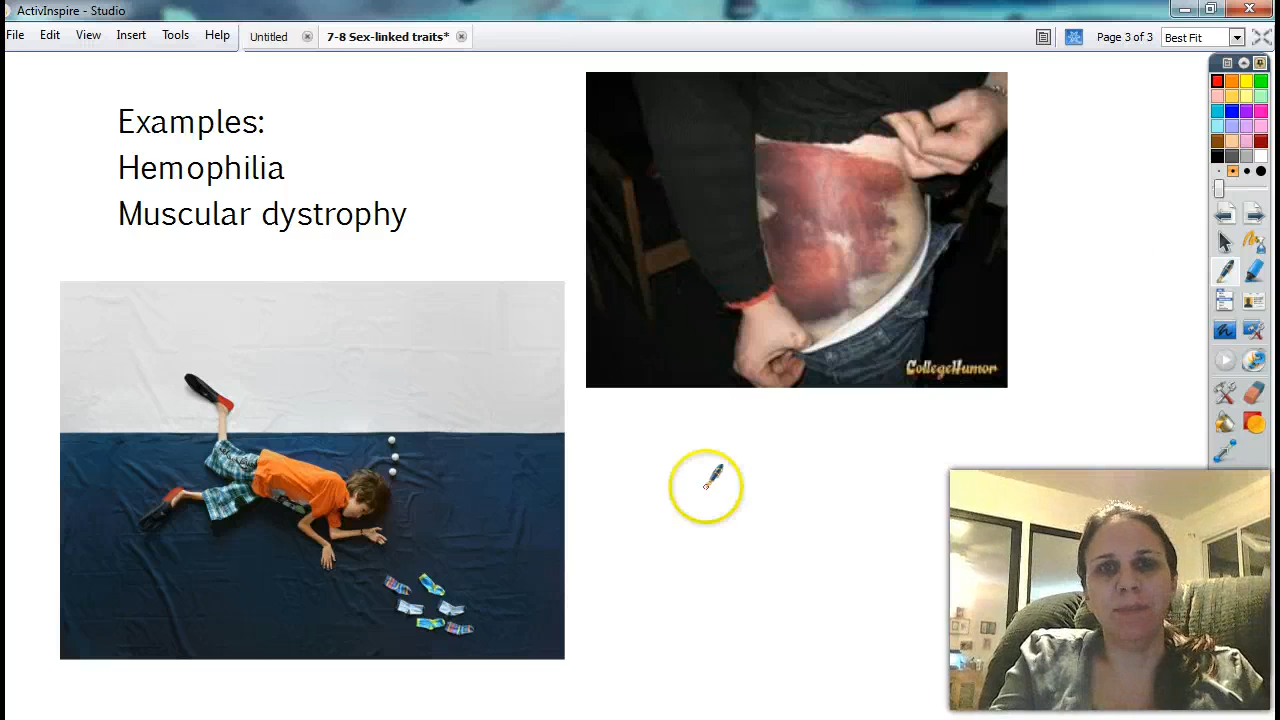 ActivInspire - Studio
File Edit View Insert Tools Help
Untitled 7-8 Sex-linked traits*
Page 3 of 3 Best Fit
Examples:
Hemophilia
Muscular dystrophy
CollegeHumor